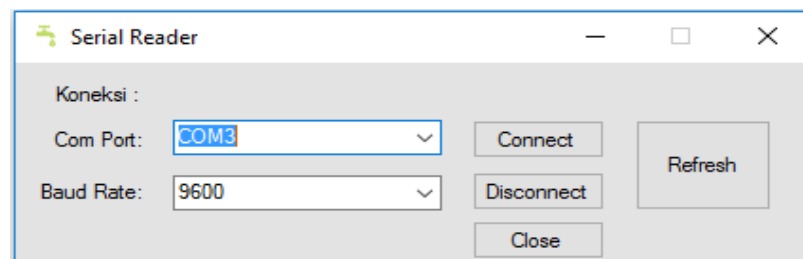 Serial Reader
Koneksi :
Com Port: COM3 Connect
Refresh
Baud Rate: 9600 Disconnect
Close